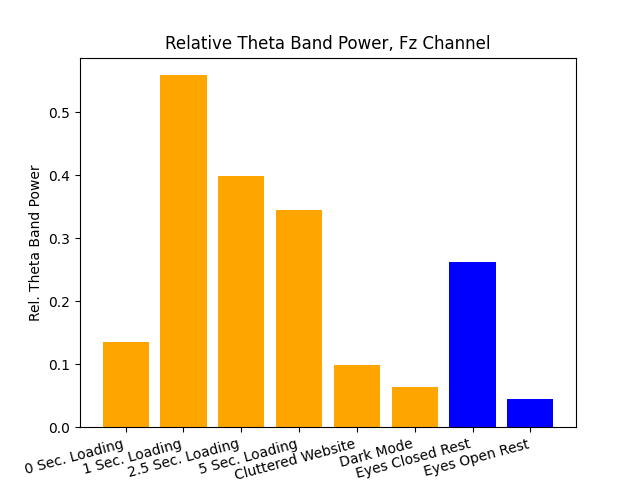 Relative Theta Band Power, Fz Channel
Rel. Theta Band Power
0.5
0.4
0.3
0.2
0.1
0.0
0 Sec. Loading
1 Sec. Loading
2.5 Sec. Loading
5 Sec. Loading
Cluttered Website
Dark Mode
Eyes Closed Rest
Eyes Open Rest